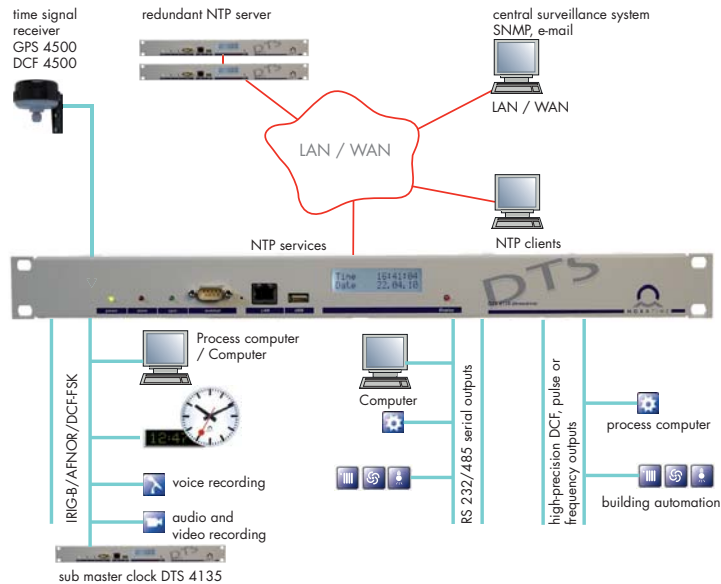 time signal
receiver
GPS 4500
DCF 4500
redundant NTP server
central surveillance system
SNMP, e-mail
LAN / WAN
LAN / WAN
NTP services
NTP clients
Time 16:41:04
Date 22.04.10
DTS
MOBATIME
Process computer
/ Computer
12:47
IRIG-B/AFNOR/DCF-FSK
voice recording
audio and
video recording
sub master clock DTS 4135
Computer
RS 232/485 serial outputs
high-precision DCF, pulse or
frequency outputs
process computer
building automation